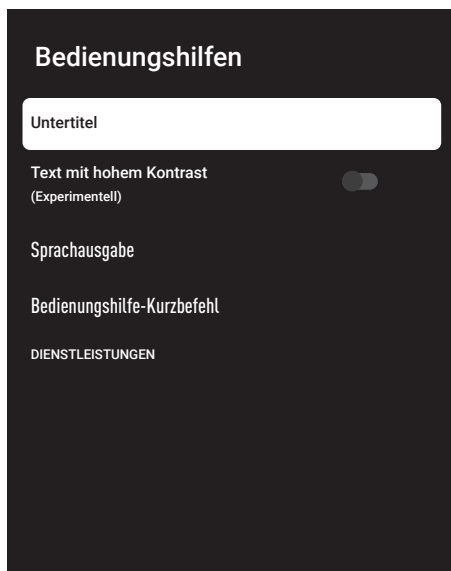 Bedienungshilfen
Untertitel
Text mit hohem Kontrast
(Experimentell)
Sprachausgabe
Bedienungshilfe-Kurzbefehl
DIENSTLEISTUNGEN